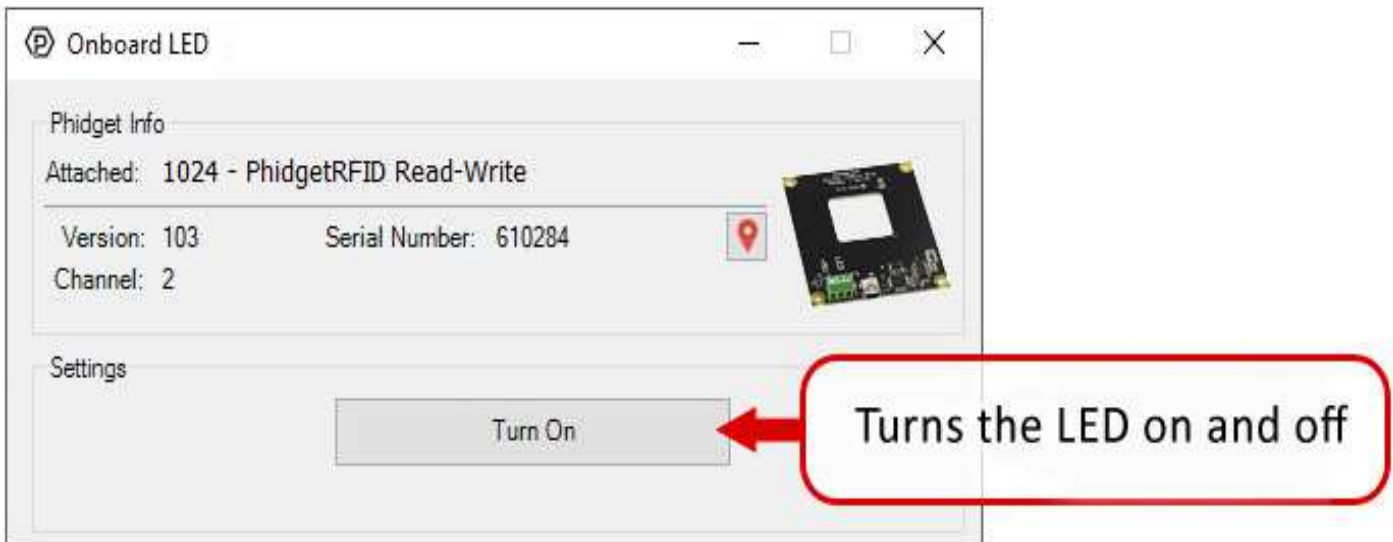 Onboard LED
Phidget Info
Attached: 1024 - PhidgetRFID Read-Write
Version: 103 Serial Number: 610284
Channel: 2
Settings
Turn On
Turns the LED on and off